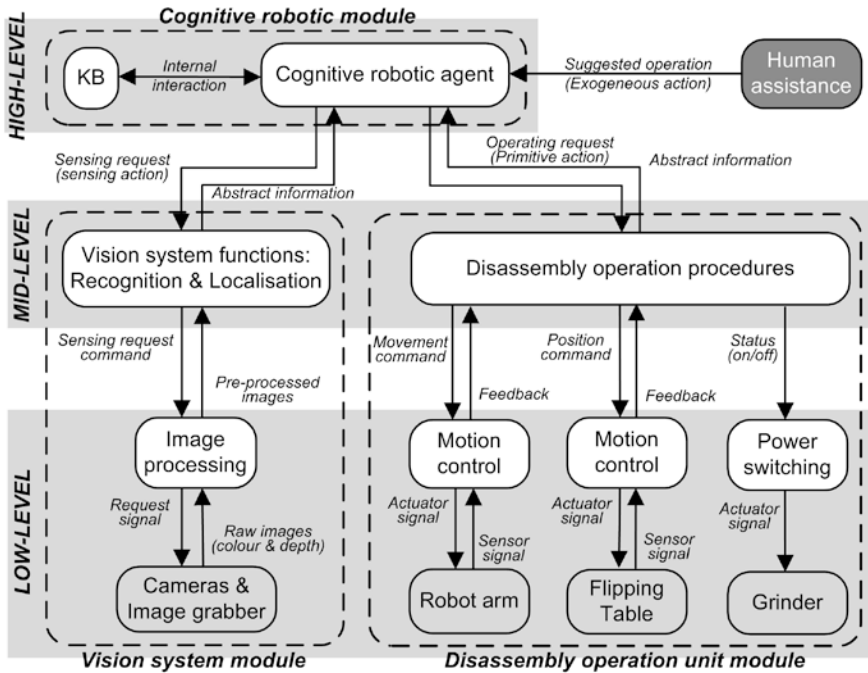 Cognitive robotic module
HIGH-LEVEL
KB
Internal
interaction
Cognitive robotic agent
Suggested operation
(Exogeneous action)
Human
assistance
Sensing request
(sensing action)
Abstract information
Operating request
(Primitive action)
Abstract information
MID-LEVEL
Vision system functions:
Recognition & Localisation
Disassembly operation procedures
Sensing request
command
Pre-processed
images
Movement
command
Feedback
Position
command
Feedback
Status
(on/off)
LOW-LEVEL
Image
processing
Motion
control
Motion
control
Power
switching
Request
signal
Raw images
(colour & depth)
Actuator
signal
Sensor
signal
Actuator
signal
Sensor
signal
Actuator
signal
Cameras &
Image grabber
Robot arm
Flipping
Table
Grinder
Vision system module
Disassembly operation unit module